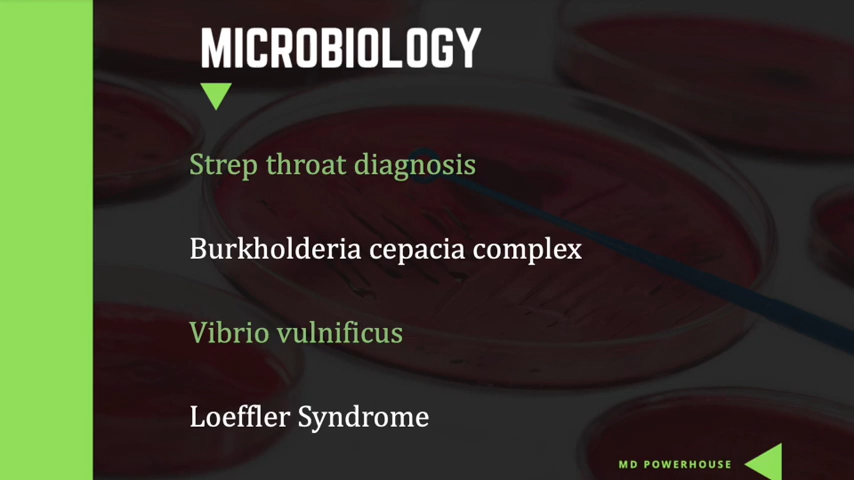 MICROBIOLOGY
Strep throat diagnosis
Burkholderia cepacia complex
Vibrio vulnificus
Loeffler Syndrome
MD POWERHOUSE